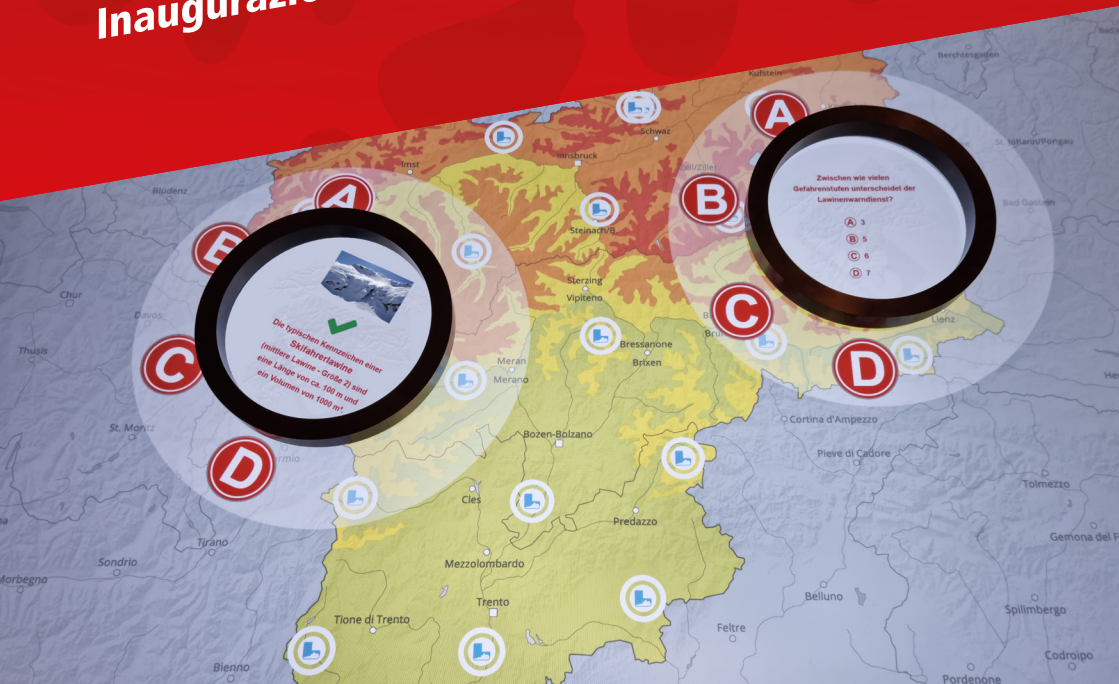 Inaugurazi
Kufstein
Berchtesgaden
Schwaz
St. Johann/Pongau
Innsbruck
Imst
Bludenz
Bad Gastein
A
A
B
B
C
C
D
D
Zwischen wie vielen
Gefahrenstufen unterscheidet der
Lawinenwarndienst?
A 3
B 5
C 6
D 7
Steinach/B.
Sterzing
Vipiteno
Chur
Davos
Thusis
Lienz
Bressanone
Brixen
Die typischen Kennzeichen einer
Skifahrerlawine
(mittlere Lawine - Größe 2) sind
eine Länge von ca. 100 m und
ein Volumen von 1000 m³.
Meran
Merano
St. Moritz
Cortina d'Ampezzo
Bozen-Bolzano
Pieve di Cadore
rmio
Tolmezzo
Cles
Predazzo
Gemona del F
Tirano
Sondrio
Morbegno
Mezzolombardo
Belluno
Trento
Spilimbergo
Tione di Trento
Feltre
Codroipo
Bienno
Pordenone